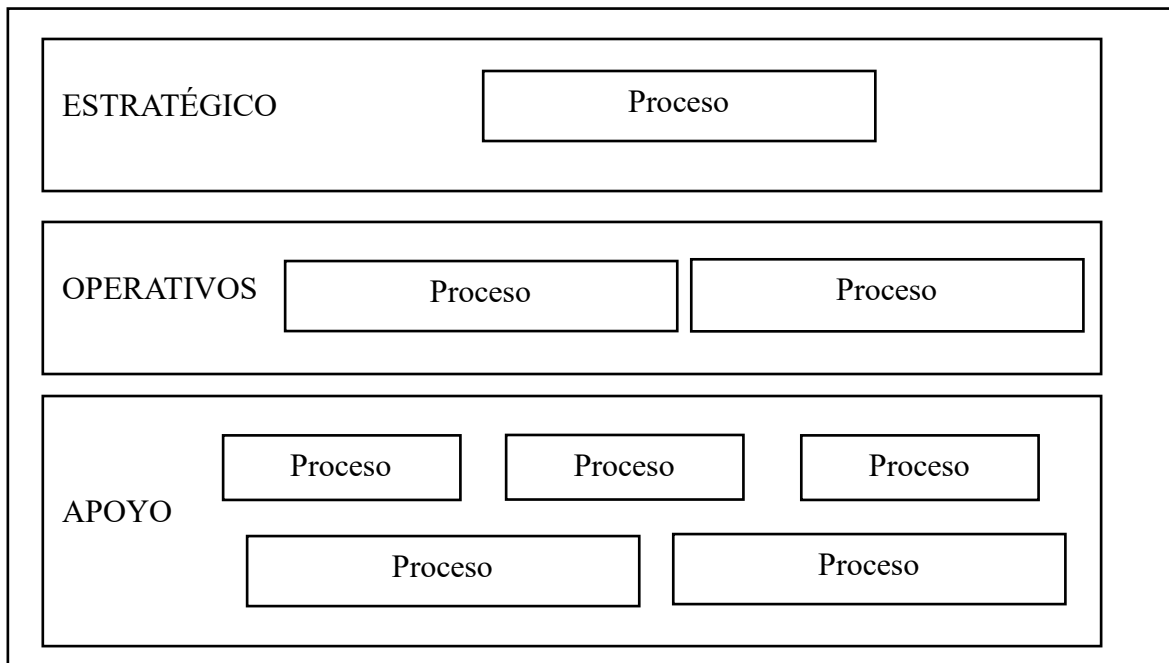 ESTRATÉGICO
Proceso
OPERATIVOS
Proceso
Proceso
Proceso
Proceso
Proceso
APOYO
Proceso
Proceso